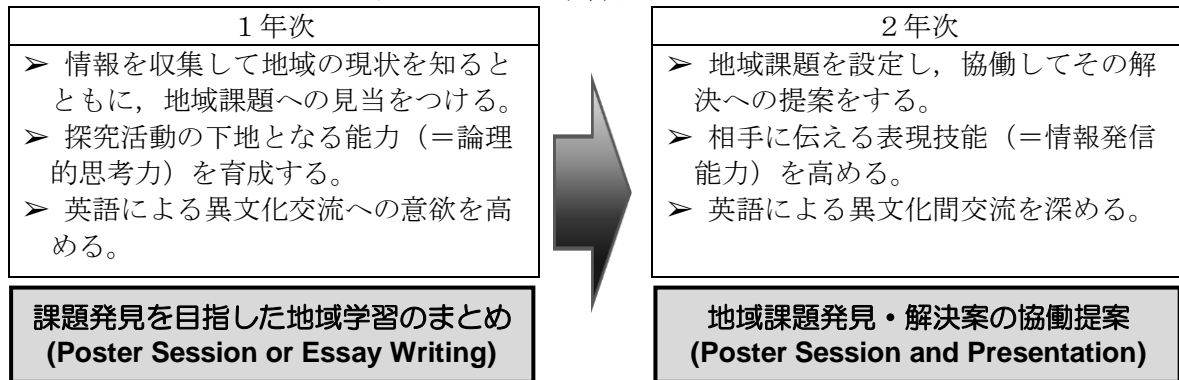 1年次
➢ 情報を収集して地域の現状を知ると
ともに，地域課題への見当をつける。
➢ 探究活動の下地となる能力（＝論理
的思考力）を育成する。
➢ 英語による異文化交流への意欲を高
める。
課題発見を目指した地域学習のまとめ
(Poster Session or Essay Writing)
2年次
➢ 地域課題を設定し，協働してその解
決への提案をする。
➢ 相手に伝える表現技能（＝情報発信
能力）を高める。
➢ 英語による異文化間交流を深める。
地域課題発見・解決案の協働提案
(Poster Session and Presentation)